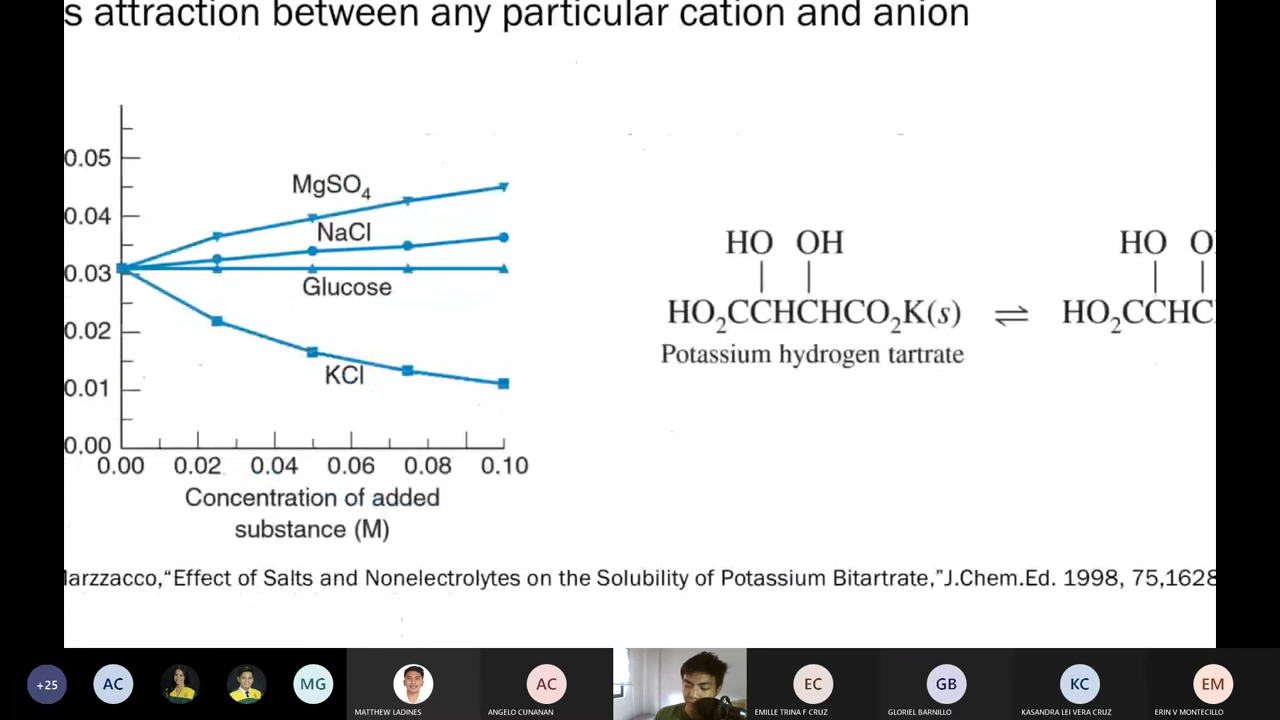 s attraction between any particular cation and anion
0.05
MgSO₄
0.04
NaCl
0.03
Glucose
0.02
KCl
0.01
0.00
0.00 0.02 0.04 0.06 0.08 0.10
Concentration of added
substance (M)
HO OH
HO₂CCHCHCO₂K(s) ⇌
Potassium hydrogen tartrate
HO O
HO₂CCHC
arzzacco,“Effect of Salts and Nonelectrolytes on the Solubility of Potassium Bitartrate,”J.Chem.Ed. 1998, 75,1628
+25 AC MG AC EC GB KC EM
MATTHEW LADINES ANGELO CUNANAN EMILLE TRINA F CRUZ GLORIEL BARNILLO KASANDRA LEI VERA CRUZ ERIN V MONTECILLO